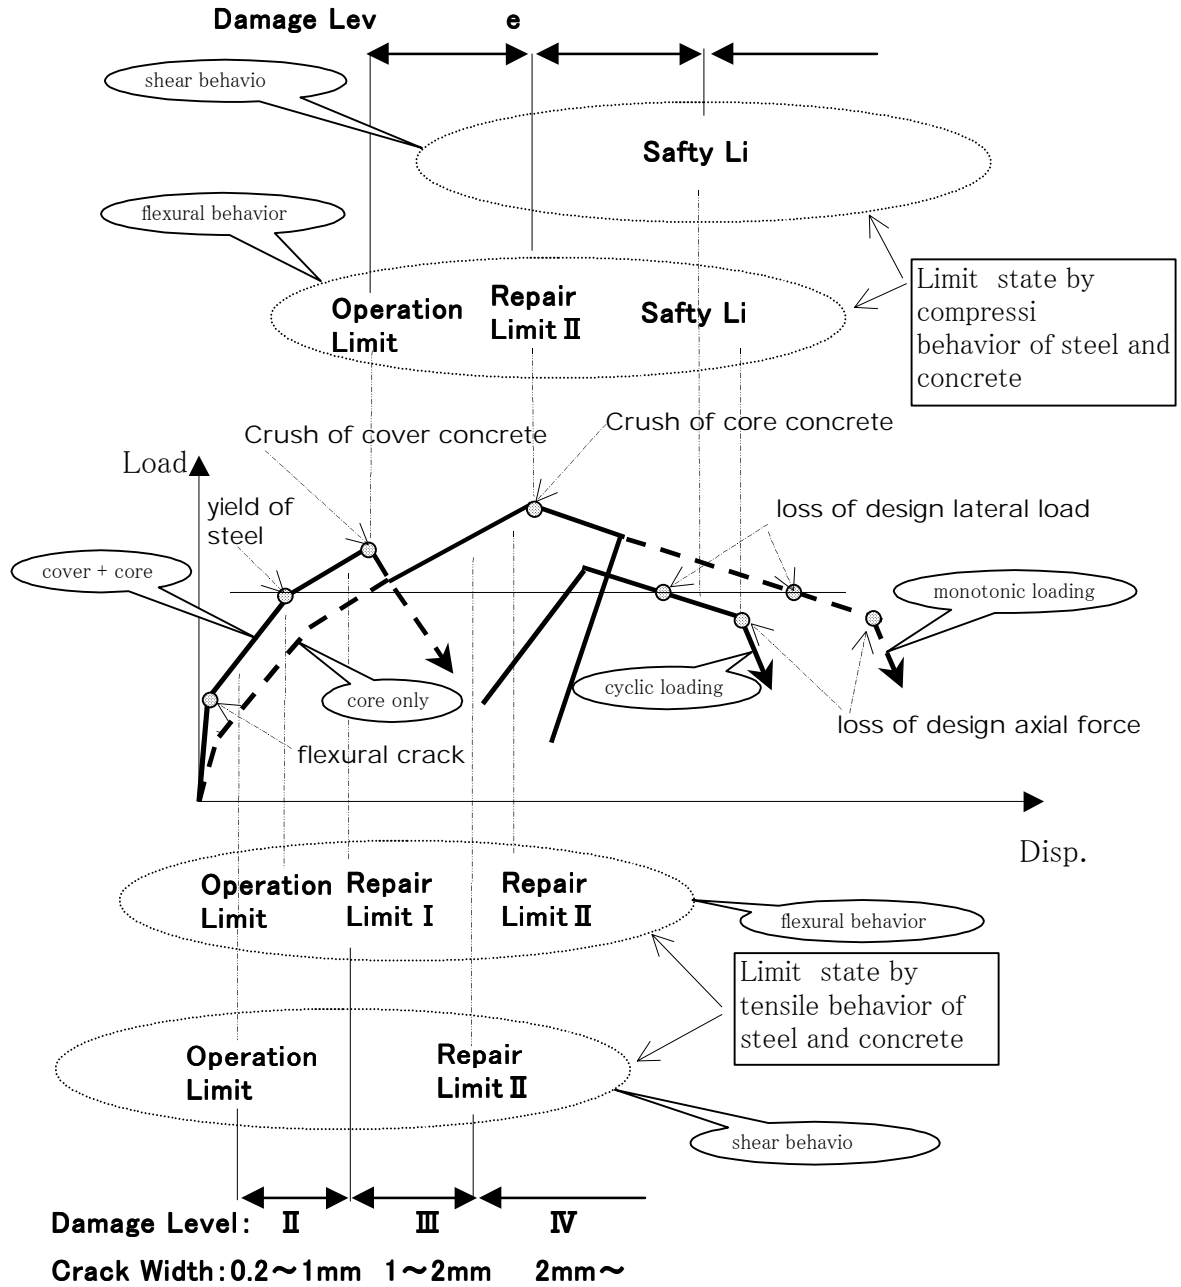 Damage Lev e
shear behavio
Safty Li
flexural behavior
Operation
Limit
Repair
Limit Ⅱ
Safty Li
Limit state by
compressi
behavior of steel and
concrete
Crush of cover concrete
Crush of core concrete
Load
yield of
steel
loss of design lateral load
cover + core
monotonic loading
core only
cyclic loading
loss of design axial force
flexural crack
Disp.
Operation
Limit
Repair
Limit Ⅰ
Repair
Limit Ⅱ
flexural behavior
Limit state by
tensile behavior of
steel and concrete
Operation
Limit
Repair
Limit Ⅱ
shear behavio
Damage Level: Ⅱ Ⅲ Ⅳ
Crack Width:0.2～1mm 1～2mm 2mm～